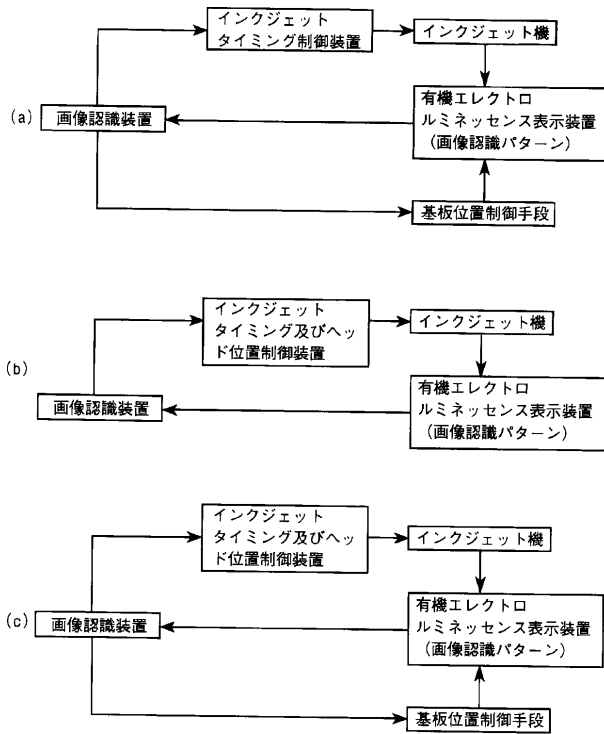 インクジェット
タイミング制御装置
インクジェット機
(a)
画像認識装置
有機エレクトロ
ルミネッセンス表示装置
(画像認識パターン)
基板位置制御手段
インクジェット
タイミング及びヘッ
ド位置制御装置
インクジェット機
(b)
画像認識装置
有機エレクトロ
ルミネッセンス表示装置
(画像認識パターン)
インクジェット
タイミング及びヘッ
ド位置制御装置
インクジェット機
(c)
画像認識装置
有機エレクトロ
ルミネッセンス表示装置
(画像認識パターン)
基板位置制御手段